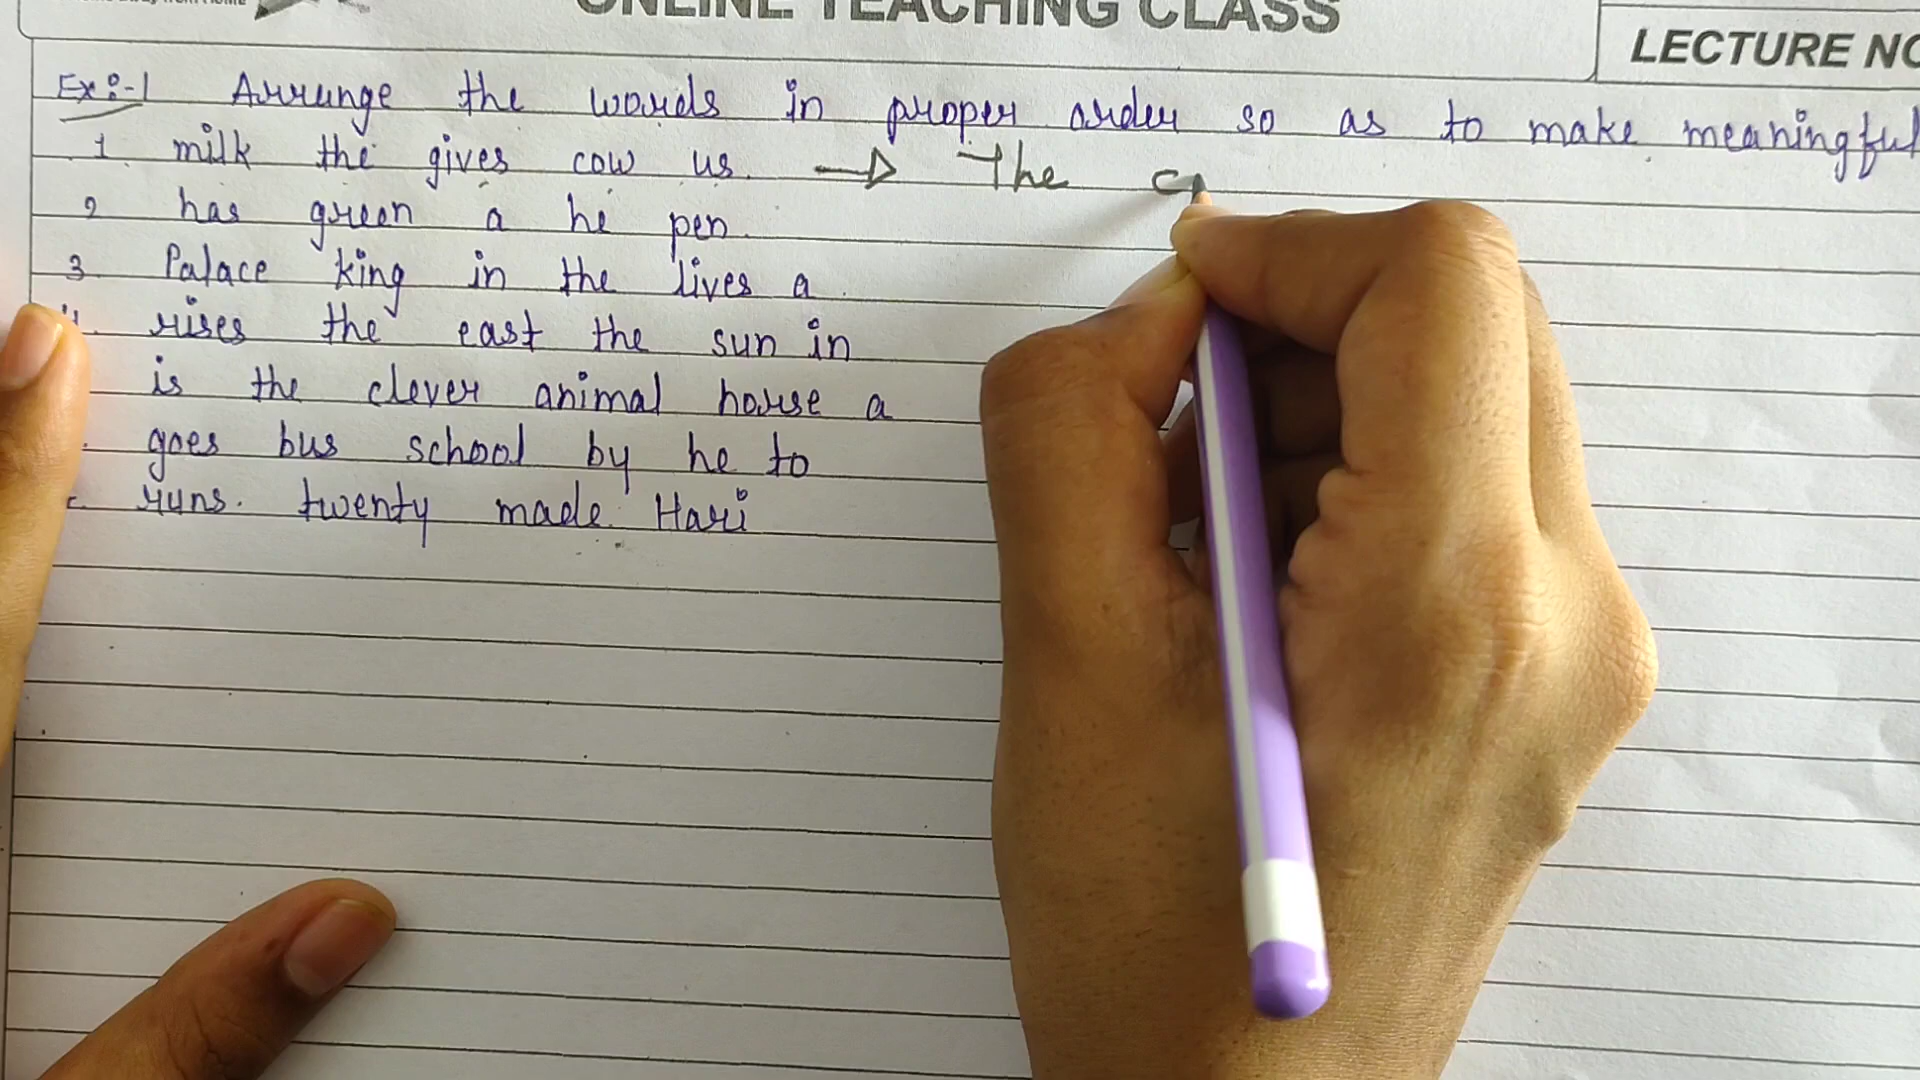 ONLINE TEACHING CLASS
LECTURE NO
Ex:-1 Arrange the words in proper order so as to make meaningful
1. milk the gives cow us. → The c
2 has green a he pen.
3. Palace king in the lives a.
4. rises the east the sun in
is the clever animal horse a
goes bus school by he to
runs. twenty made. Hari